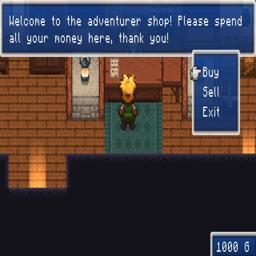 Welcome to the adventurer shop! Please spend
all your money here, thank you!
Buy
Sell
Exit
1000 G